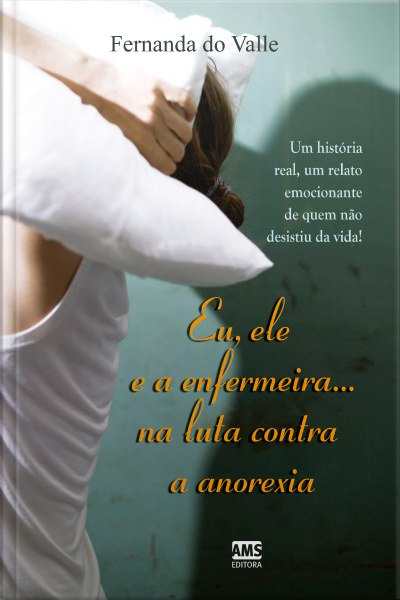 Fernanda do Valle
Um história
real, um relato
emocionante
de quem não
desistiu da vida!
Eu, ele
e a enfermeira...
na luta contra
a anorexia
AMS
EDITORA